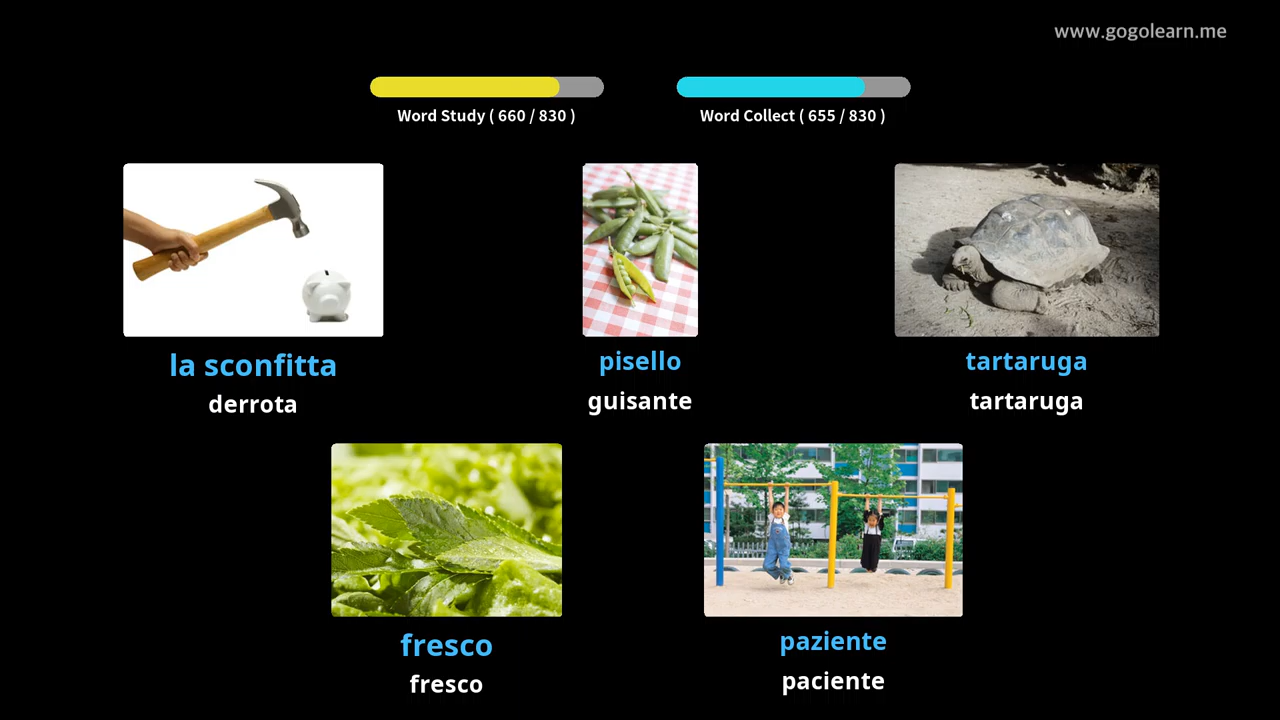 www.gogolearn.me
Word Study ( 660 / 830 )
Word Collect ( 655 / 830 )
la sconfitta
derrota
pisello
guisante
tartaruga
tartaruga
fresco
fresco
paziente
paciente